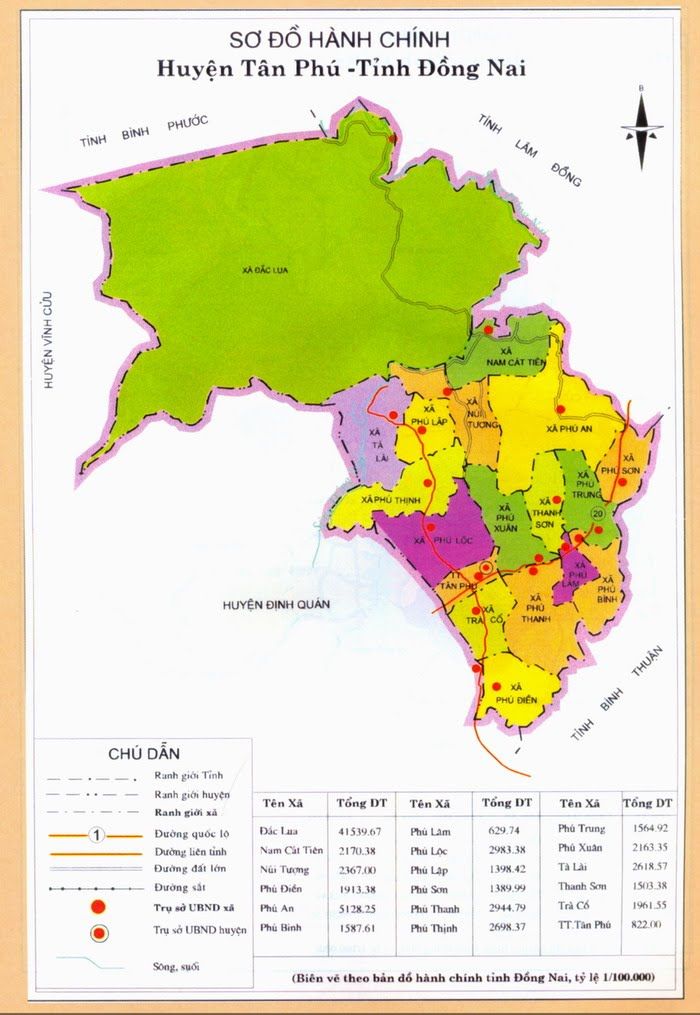 SƠ ĐỒ HÀNH CHÍNH
Huyện Tân Phú -Tỉnh Đồng Nai
B
TỈNH BÌNH PHƯỚC
TỈNH LÂM ĐỒNG
HUYỆN VĨNH CỬU
XÃ ĐẮC LUA
XÃ
NAM CÁT TIÊN
XÃ
NÚI
TƯỢNG
XÃ
PHÚ LẬP
XÃ
TÀ
LÀI
XÃ PHÚ AN
XÃ
PHÚ SƠN
XÃ
PHÚ
TRUNG
XÃ PHÚ THỊNH
XÃ
THANH
SƠN
XÃ
PHÚ
XUÂN
20
XÃ PHÚ LỘC
TT.
TÂN PHÚ
XÃ
PHÚ
LÂM
XÃ
PHÚ
BÌNH
XÃ
PHÚ
THANH
XÃ
TRÀ CỔ
HUYỆN ĐỊNH QUÁN
XÃ
PHÚ ĐIỀN
TỈNH BÌNH THUẬN
CHÚ DẪN
Ranh giới Tỉnh
Ranh giới huyện
Ranh giới xã
1 Đường quốc lộ
Đường liên tỉnh
Đường đất lớn
Đường sắt
Trụ sở UBND xã
Trụ sở UBND huyện
Sông, suối
Tên Xã Tổng DT Tên Xã Tổng DT Tên Xã Tổng DT
Đắc Lua 41539.67 Phú Lâm 629.74 Phú Trung 1564.92
Nam Cát Tiên 2170.38 Phú Lộc 2983.38 Phú Xuân 2163.35
Núi Tượng 2367.00 Phú Lập 1398.42 Tà Lài 2618.57
Phú Điền 1913.38 Phú Sơn 1389.99 Thanh Sơn 1503.38
Phú An 5128.25 Phú Thanh 2944.79 Trà Cổ 1961.55
Phú Bình 1587.61 Phú Thịnh 2698.37 TT.Tân Phú 822.00
(Biên vẽ theo bản đồ hành chính tỉnh Đồng Nai, tỷ lệ 1/100.000)